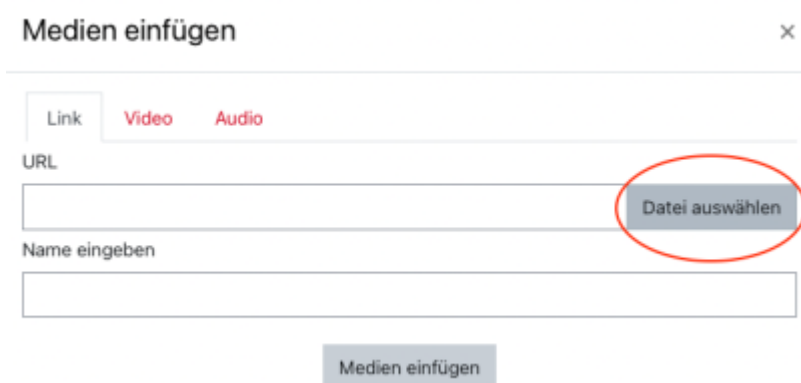 Medien einfügen ×
Link Video Audio
URL
Datei auswählen
Name eingeben
Medien einfügen